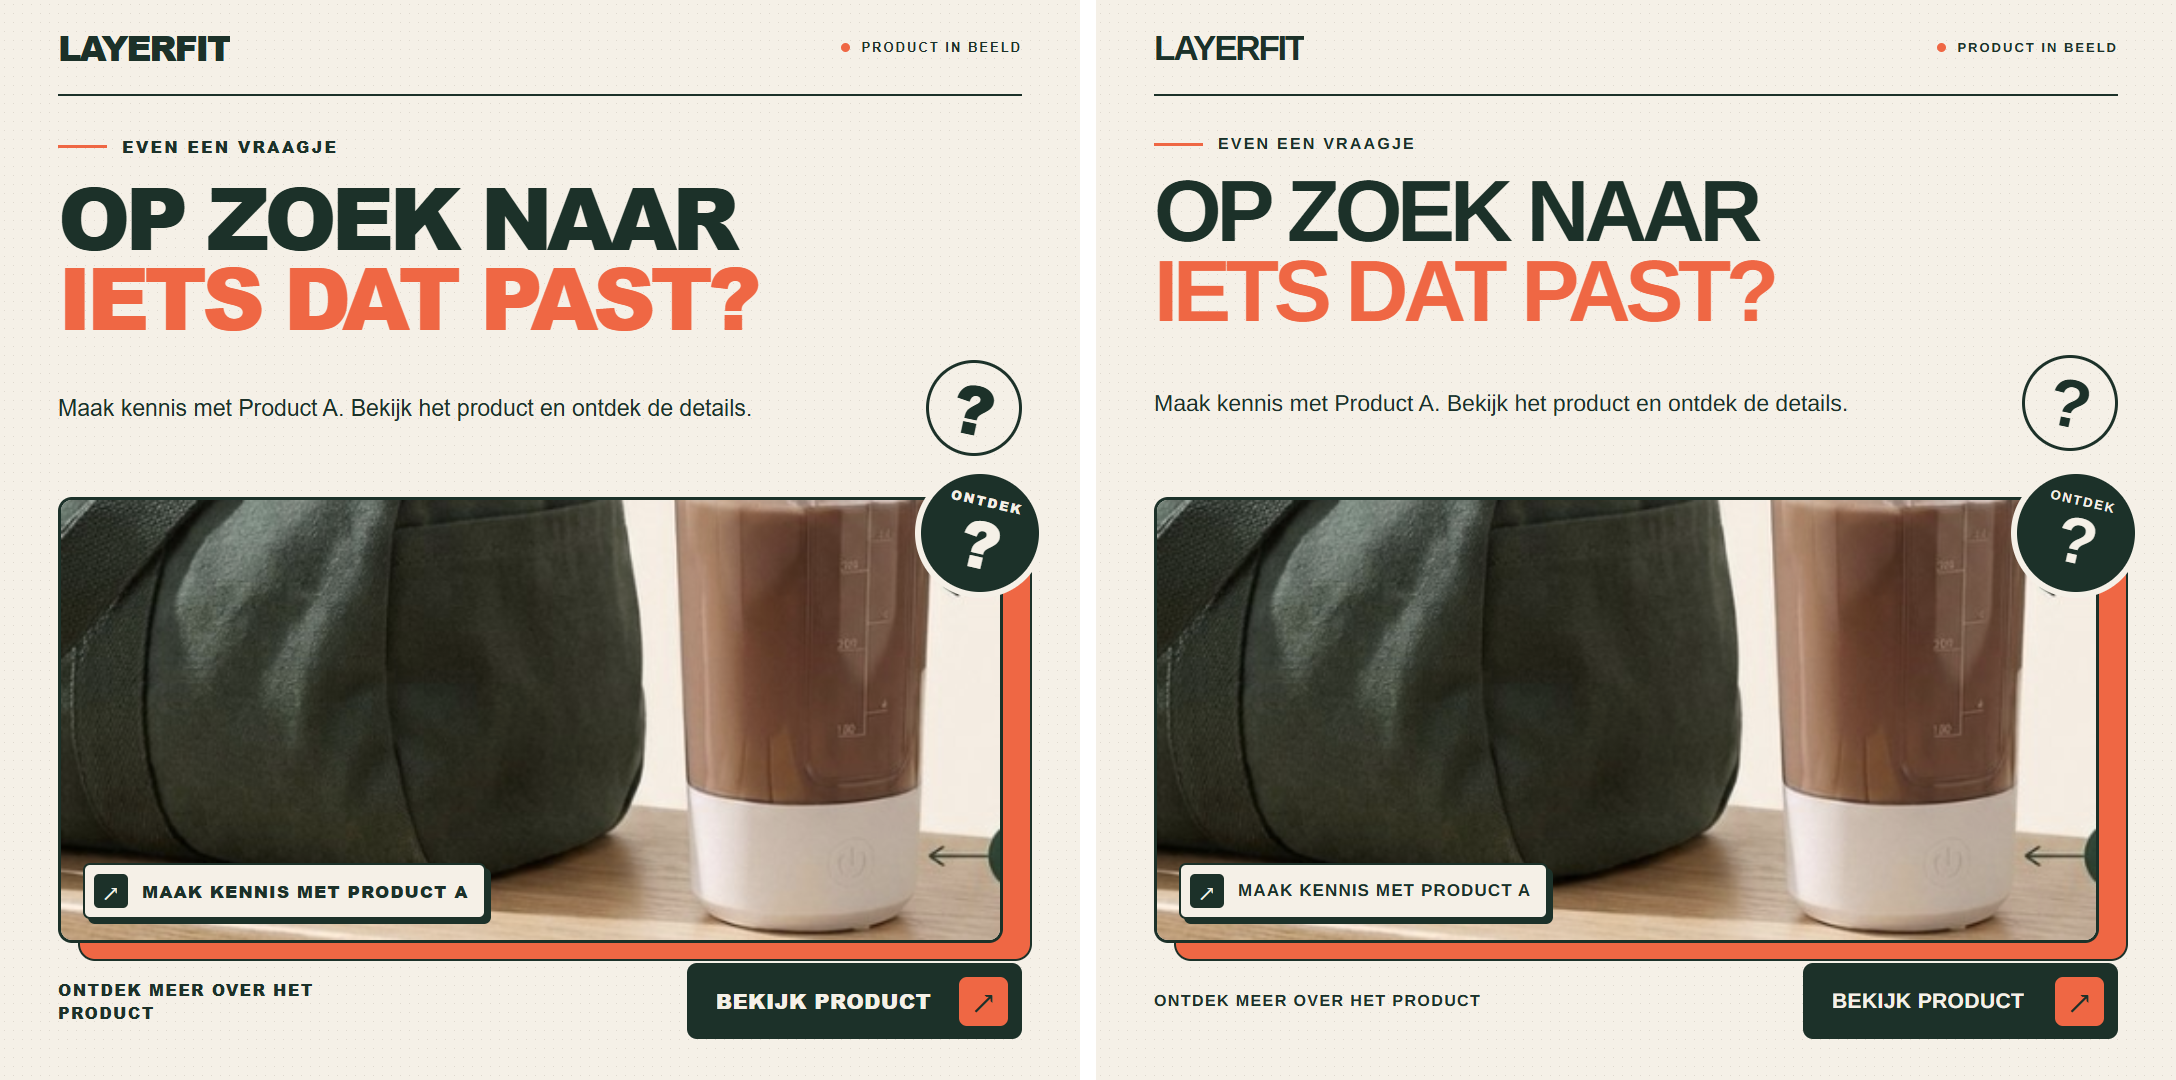 LAYERFIT
PRODUCT IN BEELD
EVEN EEN VRAAGJE
OP ZOEK NAAR
IETS DAT PAST?
Maak kennis met Product A. Bekijk het product en ontdek de details.
?
ONTDEK
?
MAAK KENNIS MET PRODUCT A
ONTDEK MEER OVER HET
PRODUCT
BEKIJK PRODUCT
LAYERFIT
PRODUCT IN BEELD
EVEN EEN VRAAGJE
OP ZOEK NAAR
IETS DAT PAST?
Maak kennis met Product A. Bekijk het product en ontdek de details.
?
ONTDEK
?
MAAK KENNIS MET PRODUCT A
ONTDEK MEER OVER HET PRODUCT
BEKIJK PRODUCT